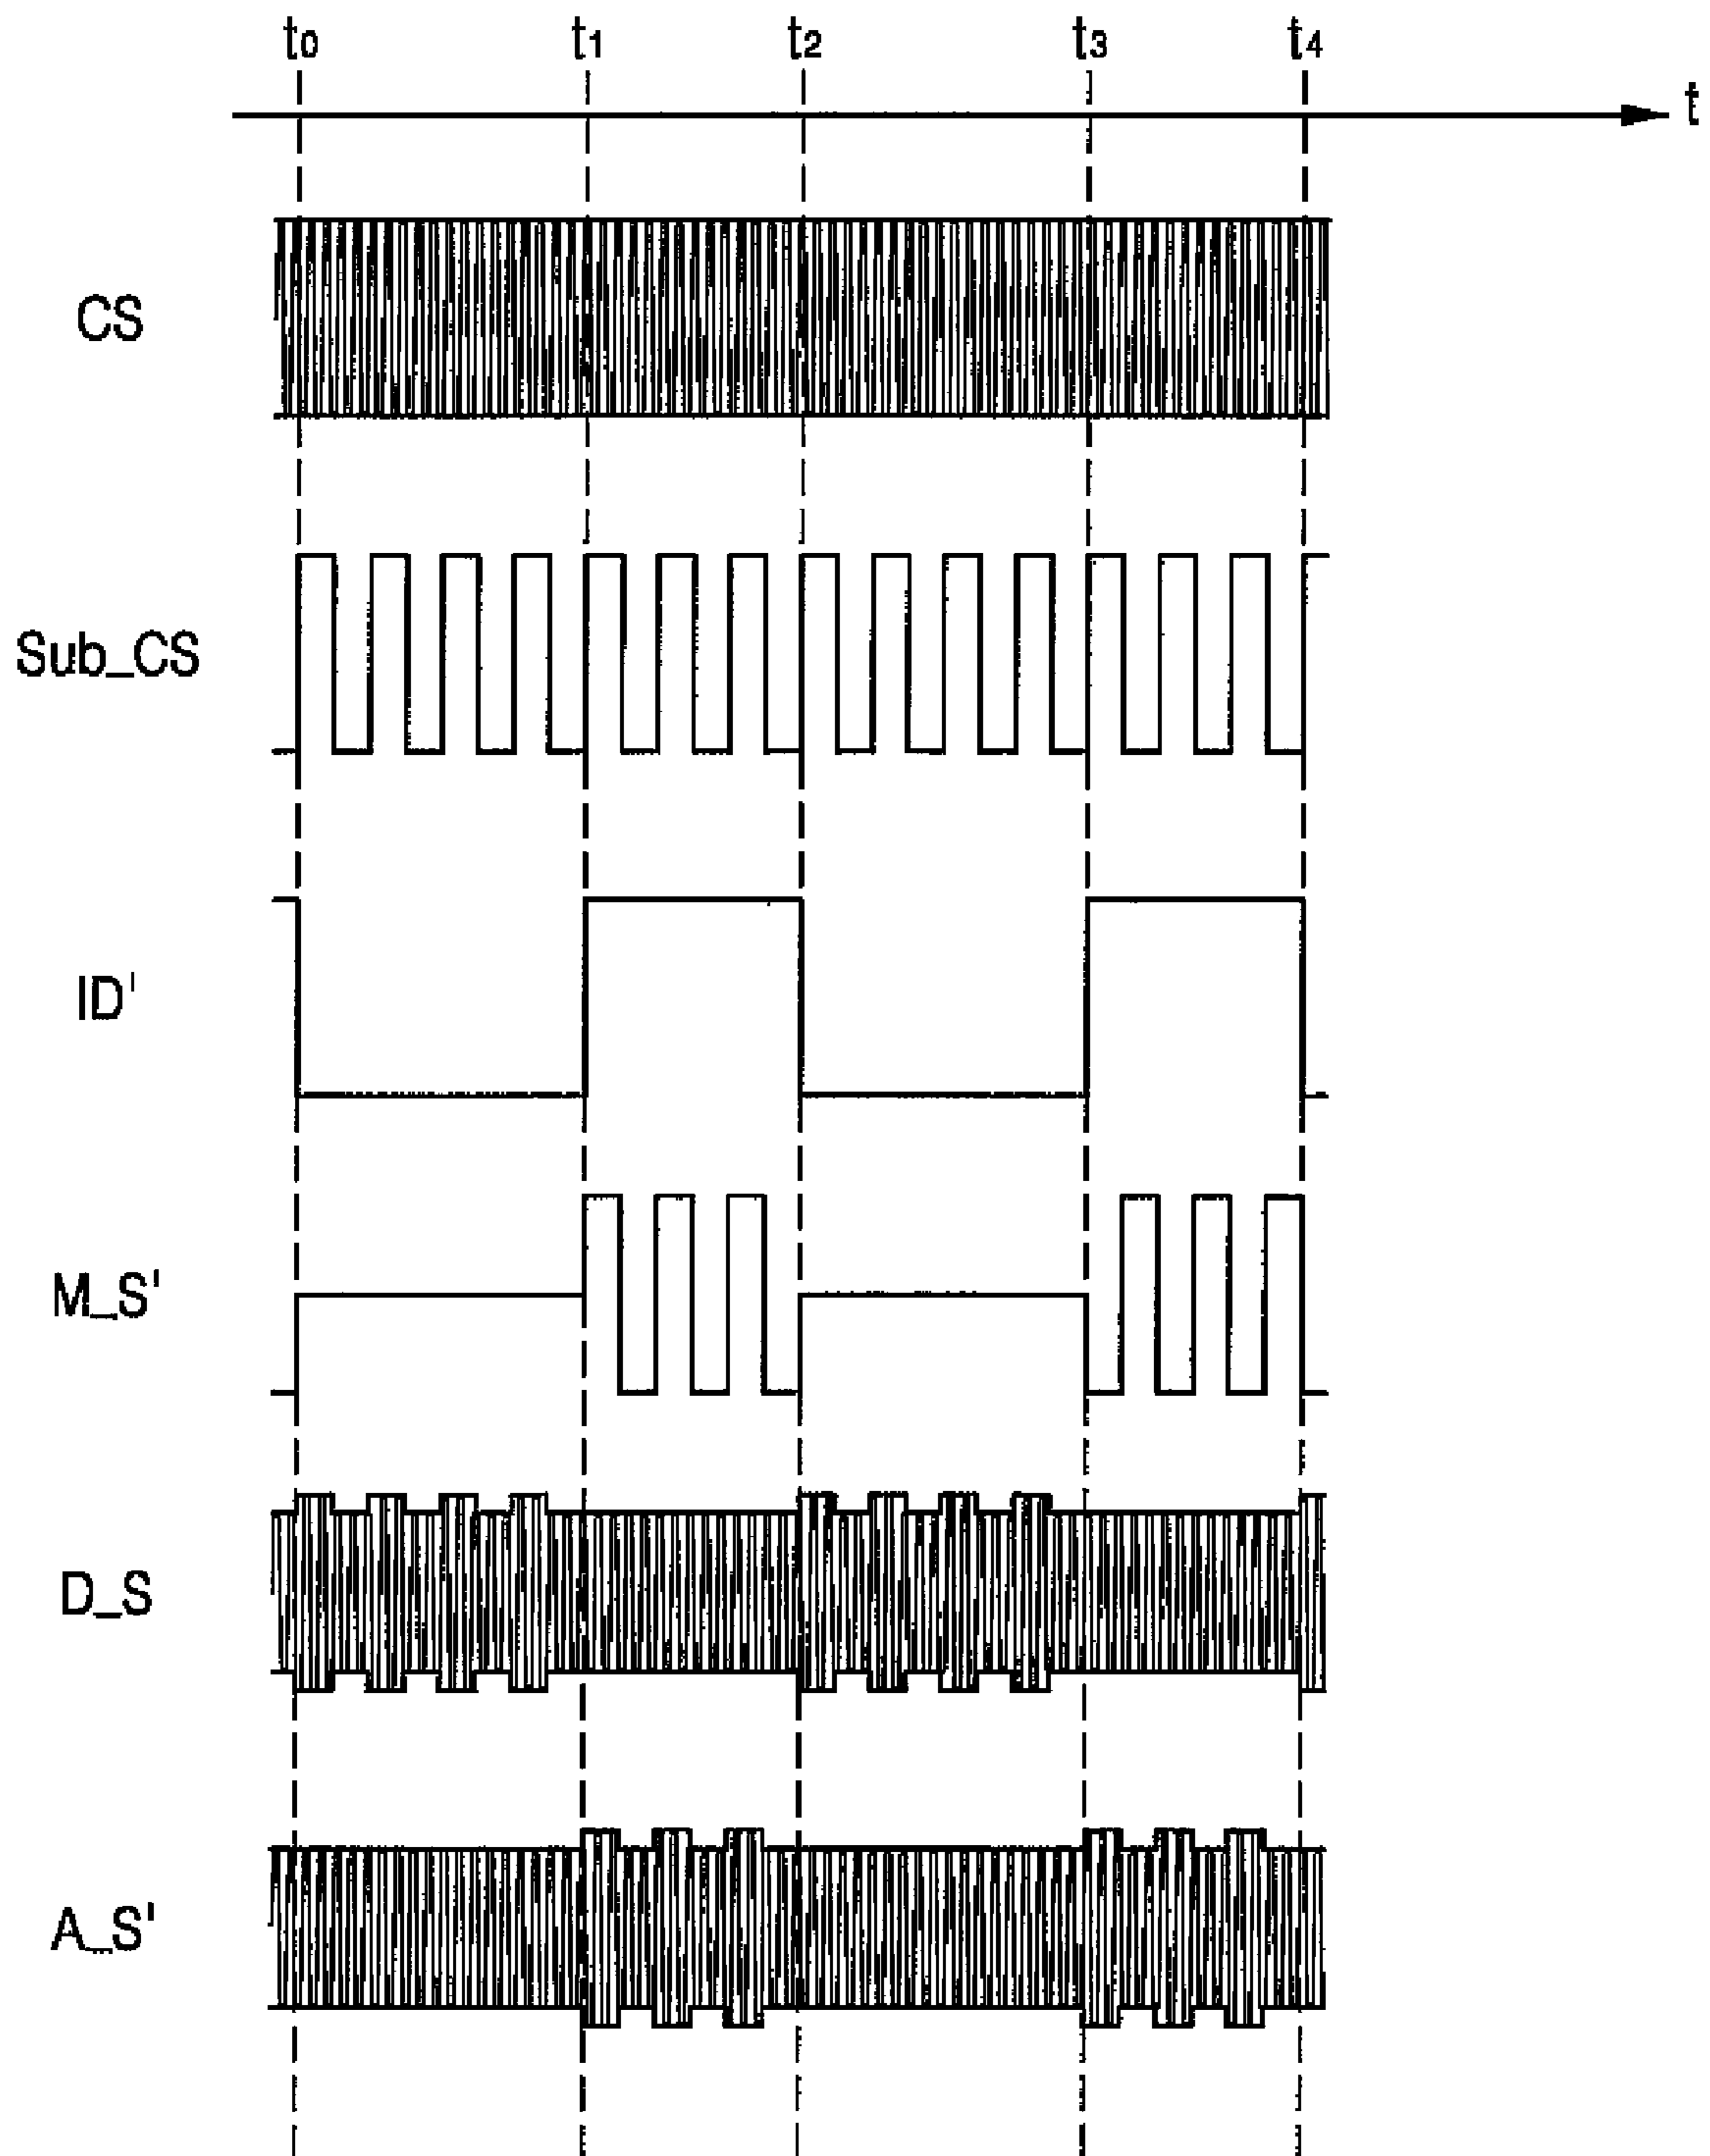 t0 t1 t2 t3 t4
t
CS
Sub_CS
ID'
M_S'
D_S
A_S'